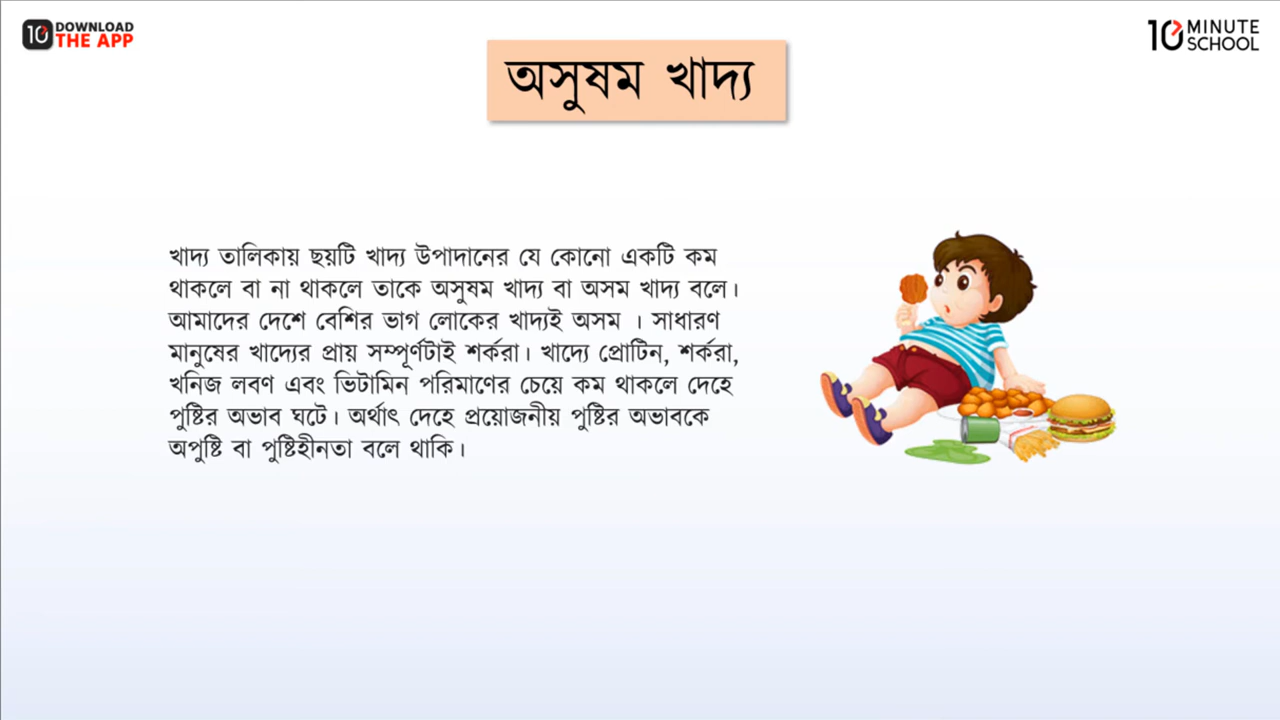 10 DOWNLOAD THE APP
10 MINUTE SCHOOL
অসুষম খাদ্য
খাদ্য তালিকায় ছয়টি খাদ্য উপাদানের যে কোনো একটি কম
থাকলে বা না থাকলে তাকে অসুষম খাদ্য বা অসম খাদ্য বলে।
আমাদের দেশে বেশির ভাগ লোকের খাদ্যই অসম । সাধারণ
মানুষের খাদ্যের প্রায় সম্পূর্ণটাই শর্করা। খাদ্যে প্রোটিন, শর্করা,
খনিজ লবণ এবং ভিটামিন পরিমাণের চেয়ে কম থাকলে দেহে
পুষ্টির অভাব ঘটে। অর্থাৎ দেহে প্রয়োজনীয় পুষ্টির অভাবকে
অপুষ্টি বা পুষ্টিহীনতা বলে থাকি।